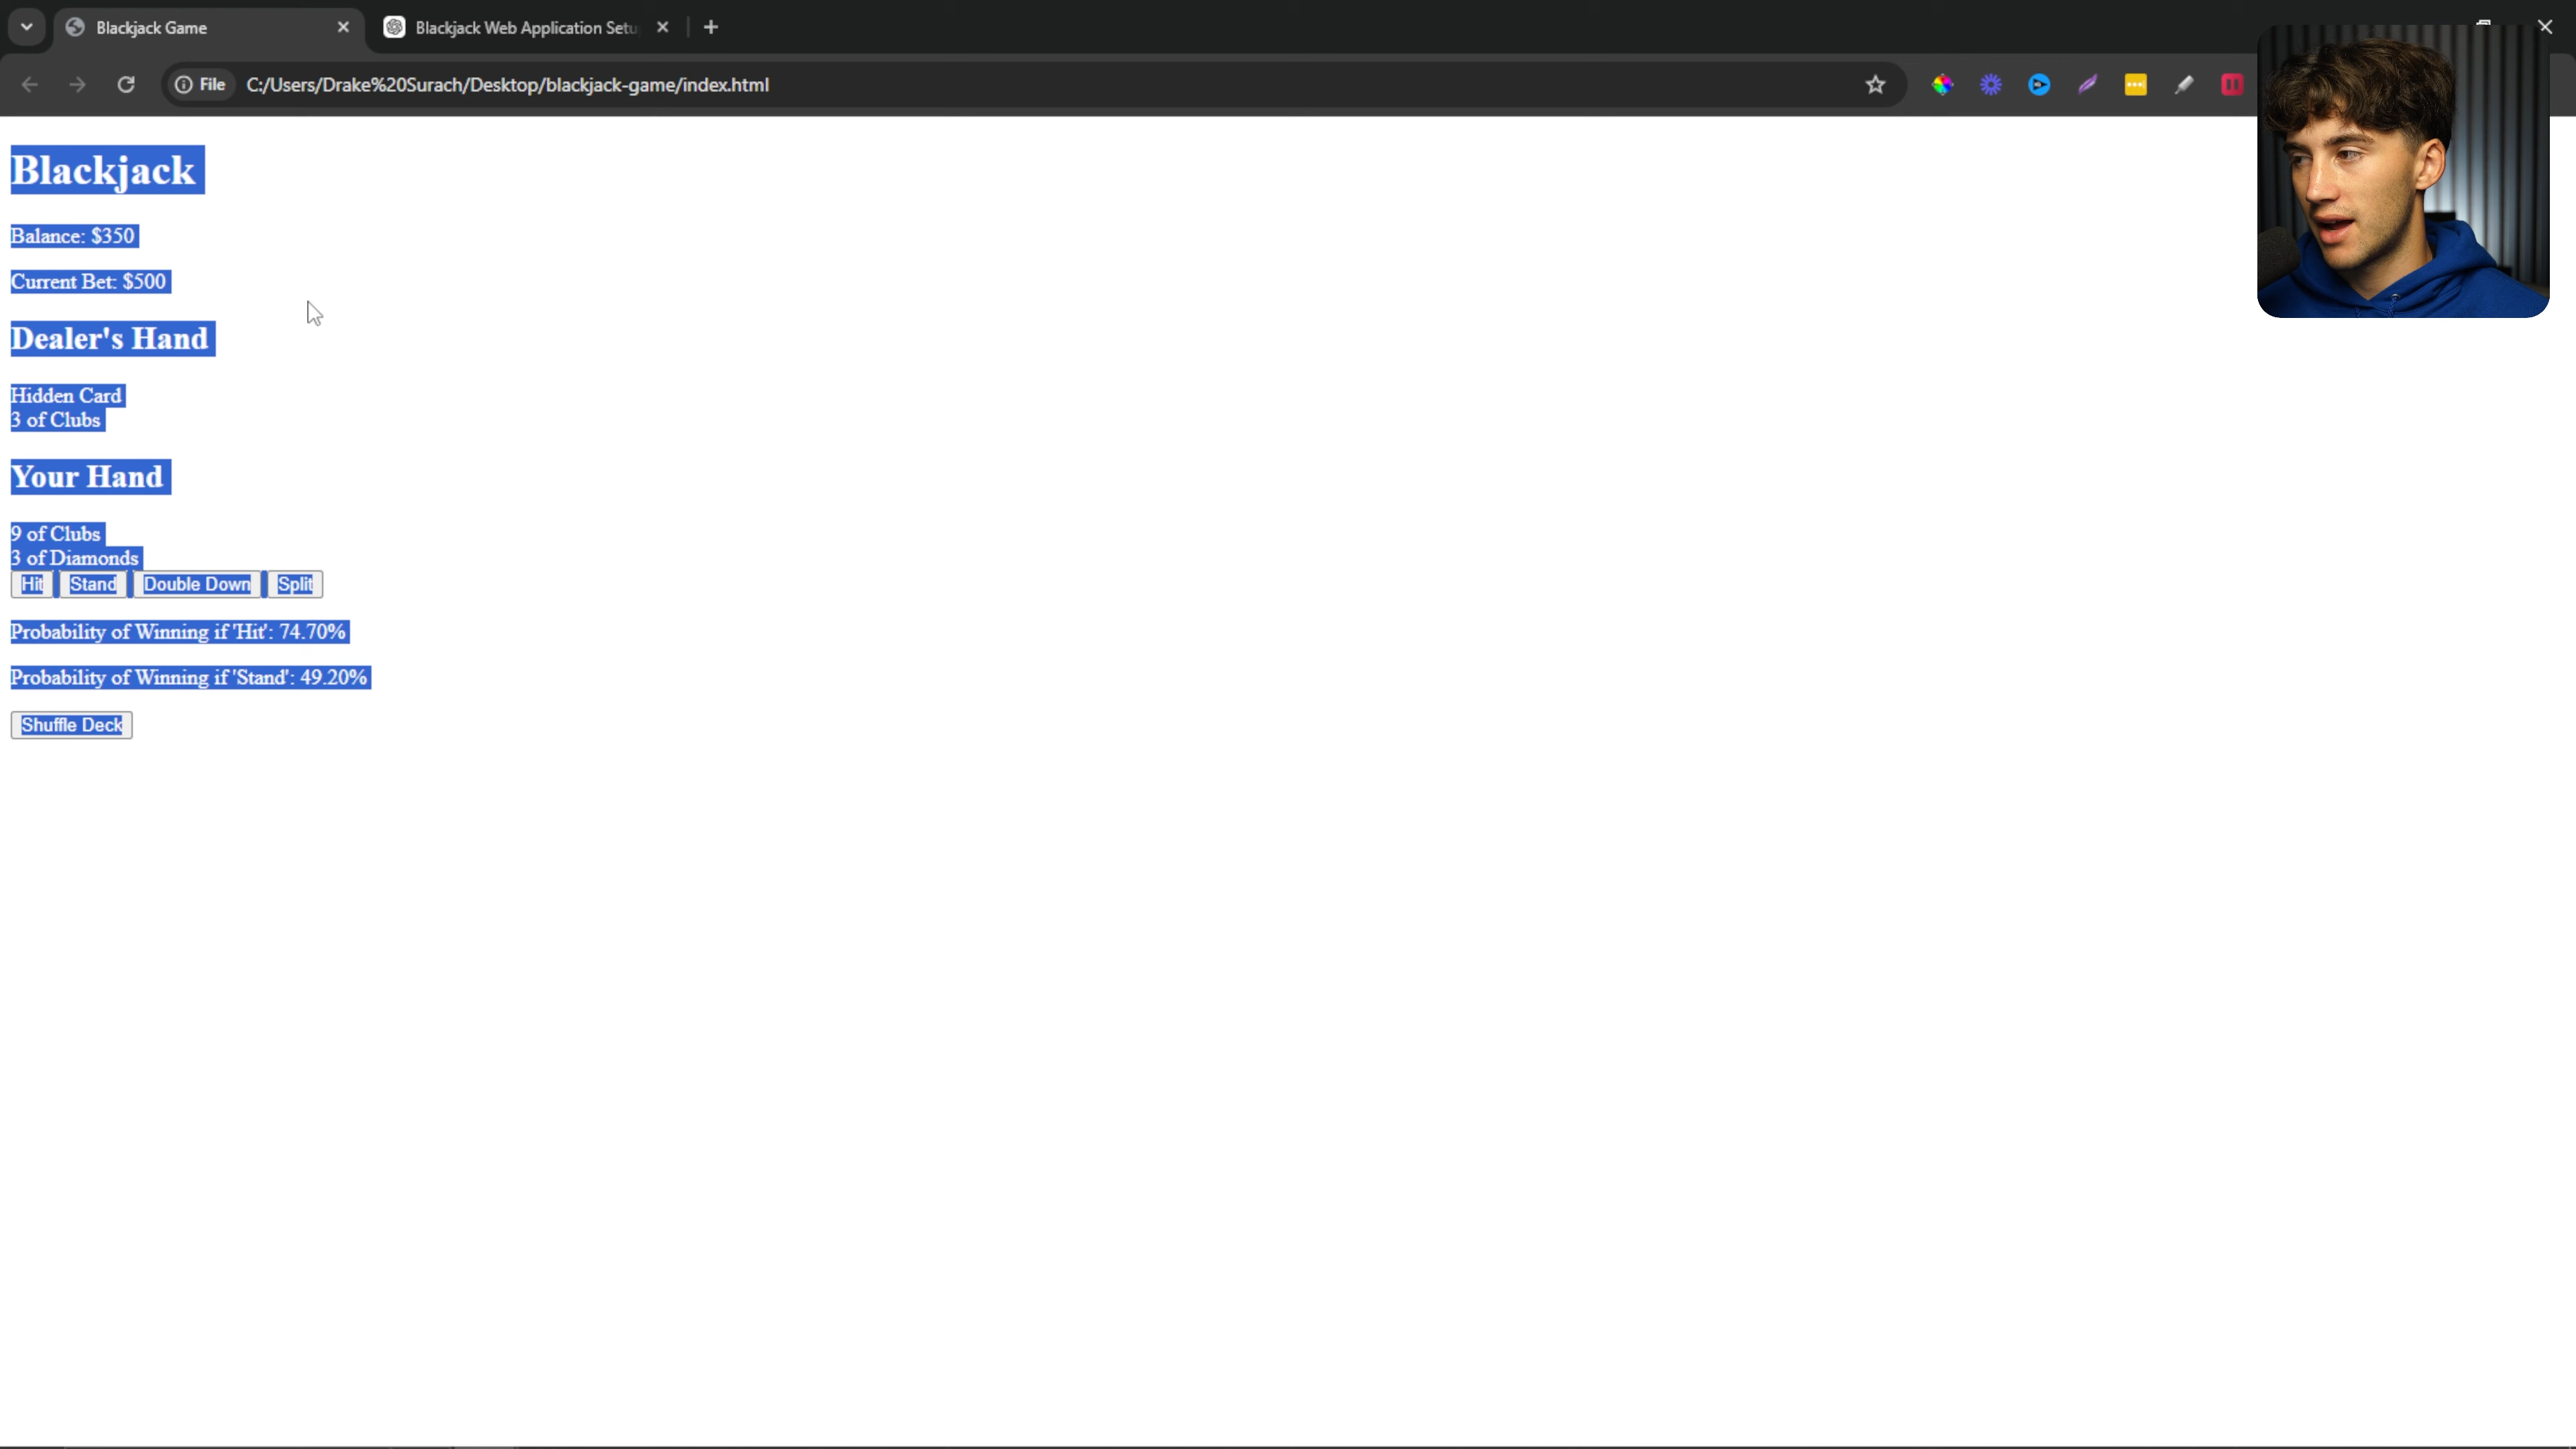 Blackjack Game
Blackjack Web Application Setu
File
C:/Users/Drake%20Surach/Desktop/blackjack-game/index.html
Blackjack
Balance: $350
Current Bet: $500
Dealer's Hand
Hidden Card
3 of Clubs
Your Hand
9 of Clubs
3 of Diamonds
Hit Stand Double Down Split
Probability of Winning if 'Hit': 74.70%
Probability of Winning if 'Stand': 49.20%
Shuffle Deck